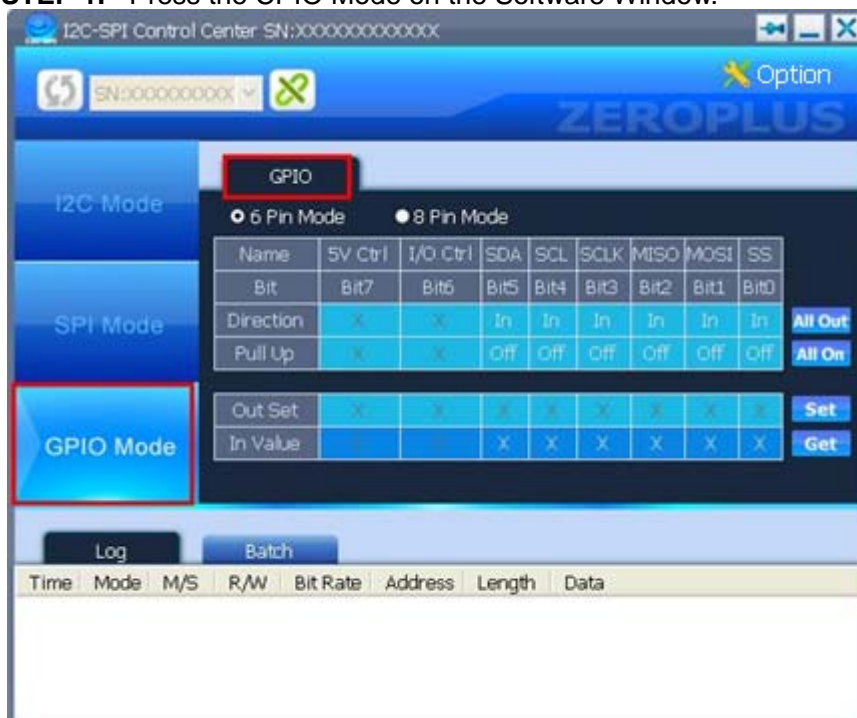 STEP 1. Press the GPIO Mode on the Software Window.
I2C-SPI Control Center SN:XXXXXXXXXXXX
SN:XXXXXXXXXX
Option
ZEROPLUS
I2C Mode
SPI Mode
GPIO Mode
GPIO
6 Pin Mode 8 Pin Mode
Name 5V Ctrl I/O Ctrl SDA SCL SCLK MISO MOSI SS
Bit Bit7 Bit6 Bit5 Bit4 Bit3 Bit2 Bit1 Bit0
Direction X X In In In In In In All Out
Pull Up X X Off Off Off Off Off Off All On
Out Set X X X X X X X X Set
In Value X X X X X X Get
Log Batch
Time Mode M/S R/W Bit Rate Address Length Data